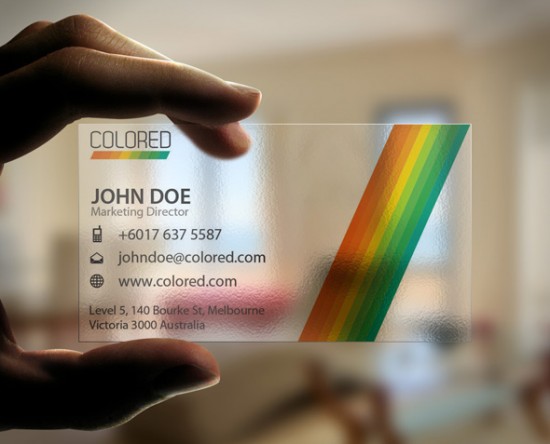 COLORED
JOHN DOE
Marketing Director
+6017 637 5587
johndoe@colored.com
www.colored.com
Level 5, 140 Bourke St, Melbourne
Victoria 3000 Australia